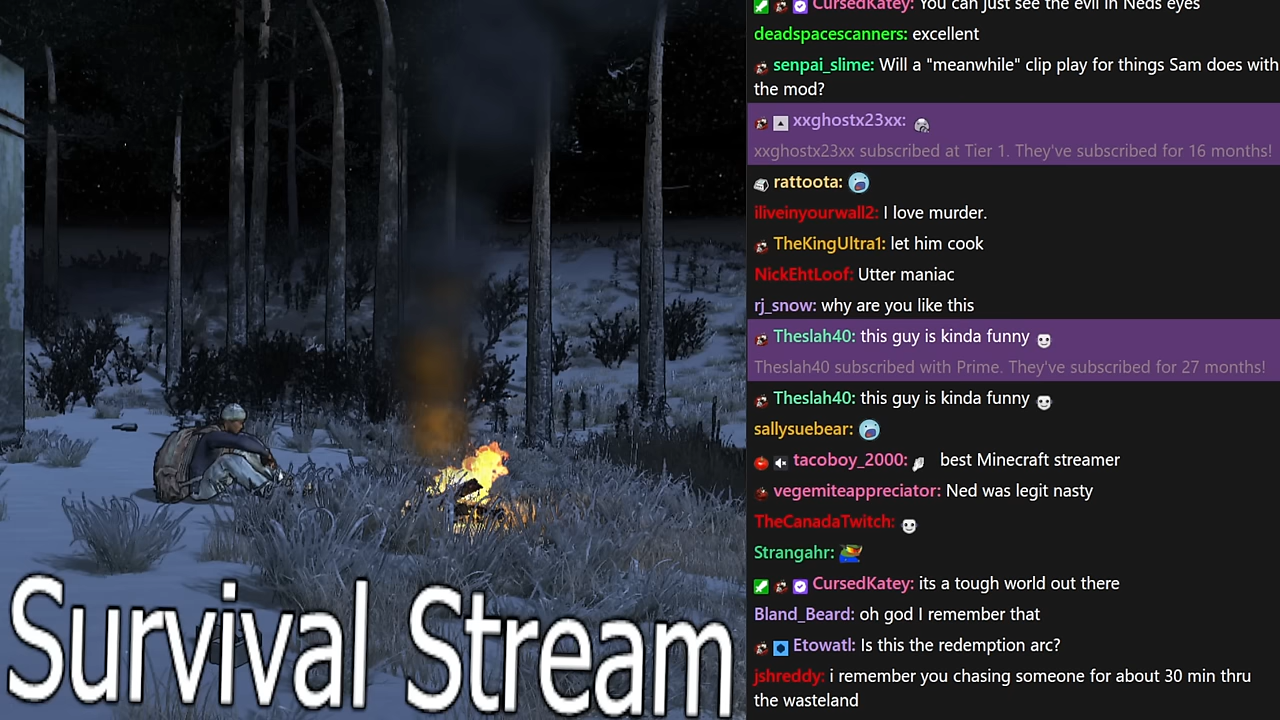 CursedKatey: You can just see the evil in Neds eyes
deadspacescanners: excellent
senpai_slime: Will a "meanwhile" clip play for things Sam does with
the mod?
xxghostx23xx:
xxghostx23xx subscribed at Tier 1. They've subscribed for 16 months!
rattoota:
iliveinyourwall2: I love murder.
TheKingUltra1: let him cook
NickEhtLoof: Utter maniac
rj_snow: why are you like this
Theslah40: this guy is kinda funny
Theslah40 subscribed with Prime. They've subscribed for 27 months!
Theslah40: this guy is kinda funny
sallysuebear:
tacoboy_2000: best Minecraft streamer
vegemiteappreciator: Ned was legit nasty
TheCanadaTwitch:
Strangahr:
CursedKatey: its a tough world out there
Bland_Beard: oh god I remember that
Etowatl: Is this the redemption arc?
jshreddy: i remember you chasing someone for about 30 min thru
the wasteland
Survival Stream